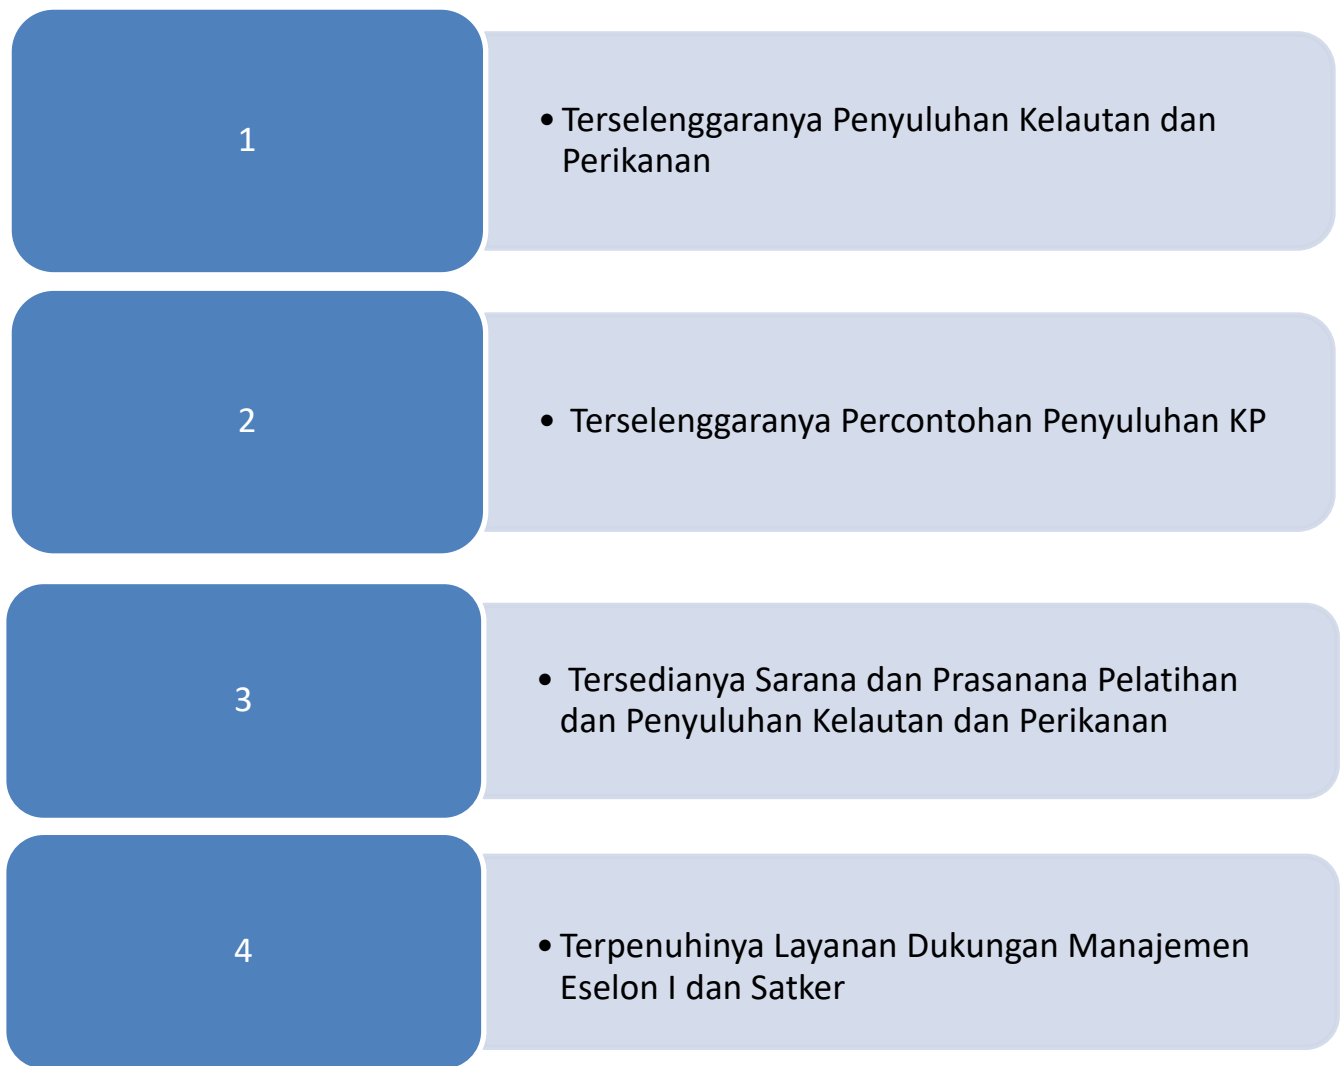 1
• Terselenggaranya Penyuluhan Kelautan dan
Perikanan
2
• Terselenggaranya Percontohan Penyuluhan KP
3
• Tersedianya Sarana dan Prasanana Pelatihan
dan Penyuluhan Kelautan dan Perikanan
4
• Terpenuhinya Layanan Dukungan Manajemen
Eselon I dan Satker